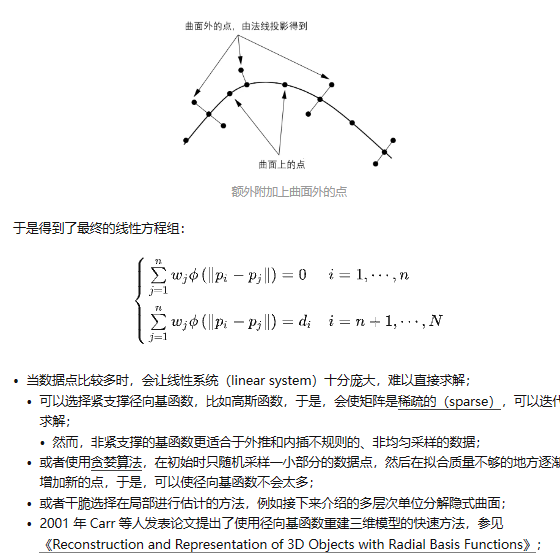 曲面外的点，由法线投影得到
曲面上的点
额外附加上曲面外的点
于是得到了最终的线性方程组：
\begin{cases} \sum_{j=1}^{n} w_j \phi (\|p_i - p_j\|) = 0 & i = 1, \cdots, n \\ \sum_{j=1}^{n} w_j \phi (\|p_i - p_j\|) = d_i & i = n + 1, \cdots, N \end{cases}
• 当数据点比较多时，会让线性系统（linear system）十分庞大，难以直接求解；
• 可以选择紧支撑径向基函数，比如高斯函数，于是，会使矩阵是稀疏的（sparse），可以迭代
求解；
• 然而，非紧支撑的基函数更适合于外推和内插不规则的、非均匀采样的数据；
• 或者使用贪婪算法，在初始时只随机采样一小部分的数据点，然后在拟合质量不够的地方逐渐
增加新的点，于是，可以使径向基函数不会太多；
• 或者干脆选择在局部进行估计的方法，例如接下来介绍的多层次单位分解隐式曲面；
• 2001 年 Carr 等人发表论文提出了使用径向基函数重建三维模型的快速方法，参见
《Reconstruction and Representation of 3D Objects with Radial Basis Functions》；